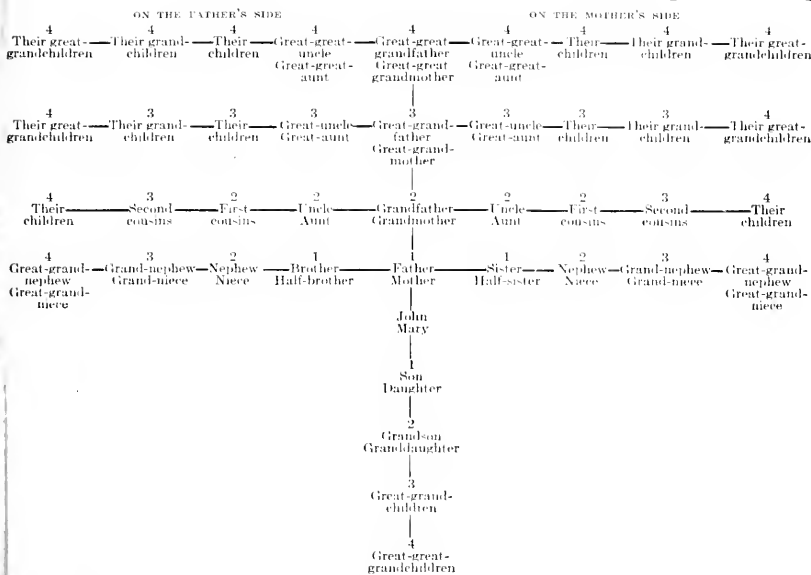 ON THE FATHER'S SIDE ON THE MOTHER'S SIDE
4 4 4 4 4 4 4 4 4
Their great- Their grand- Their Great-great- Great-great Great-great- Their Their grand- Their great-
grandchildren children children uncle grandfather uncle children children grandchildren
Great-great- Great-great Great-great-
aunt grandmother aunt
4 3 3 3 3 3 3 3 4
Their great- Their grand- Their Great-uncle Great-grand- Great-uncle Their Their grand- Their great-
grandchildren children children Great-aunt father Great-aunt children children grandchildren
Great-grand-
mother
4 3 2 2 2 2 2 3 4
Their Second First Uncle Grandfather Uncle First Second Their
children cousins cousins Aunt Grandmother Aunt cousins cousins children
4 3 2 1 1 1 2 3 4
Great-grand- Grand-nephew Nephew Brother Father Sister Nephew Grand-nephew Great-grand-
nephew Grand-niece Niece Half-brother Mother Half-sister Niece Grand-niece nephew
Great-grand- Great-grand-
niece niece
John
Mary
1
Son
Daughter
2
Grandson
Granddaughter
3
Great-grand-
children
4
Great-great-
grandchildren